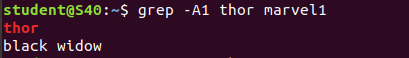 student@S40:~$ grep -A1 thor marvel1
thor
black widow